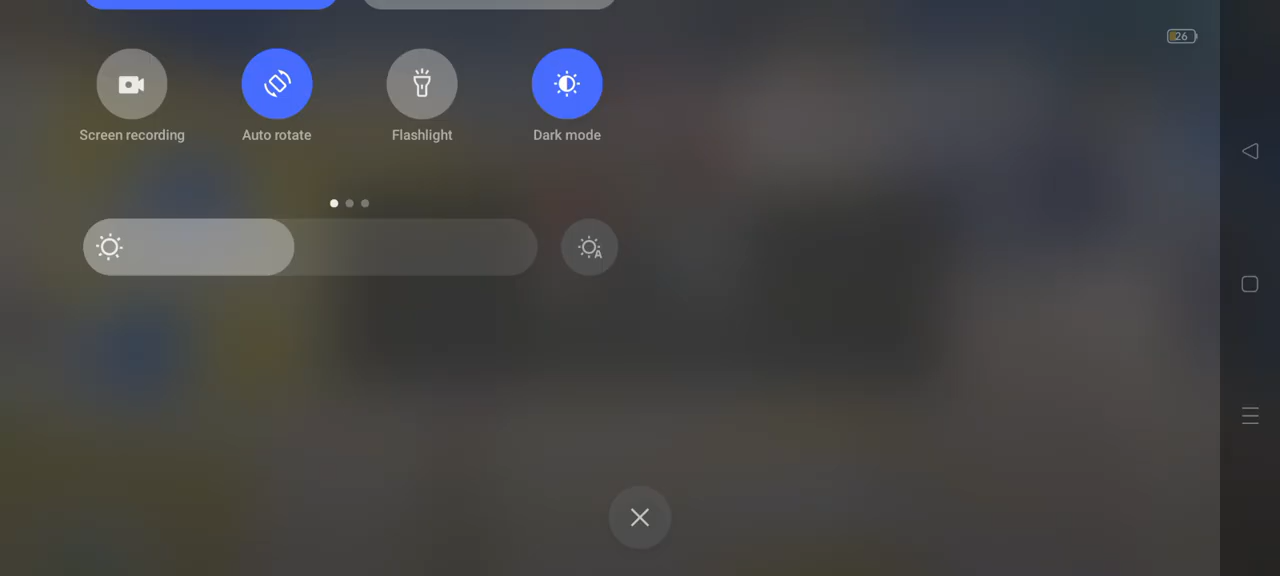 26
Screen recording
Auto rotate
Flashlight
Dark mode
A